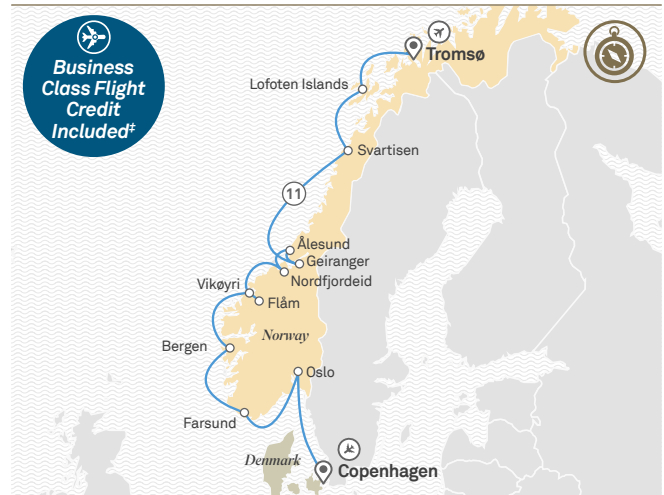 Business
Class Flight
Credit
Included‡
Tromsø
Lofoten Islands
Svartisen
11
Ålesund
Geiranger
Nordfjordeid
Vikøyri
Flåm
Norway
Bergen
Oslo
Farsund
Denmark
Copenhagen